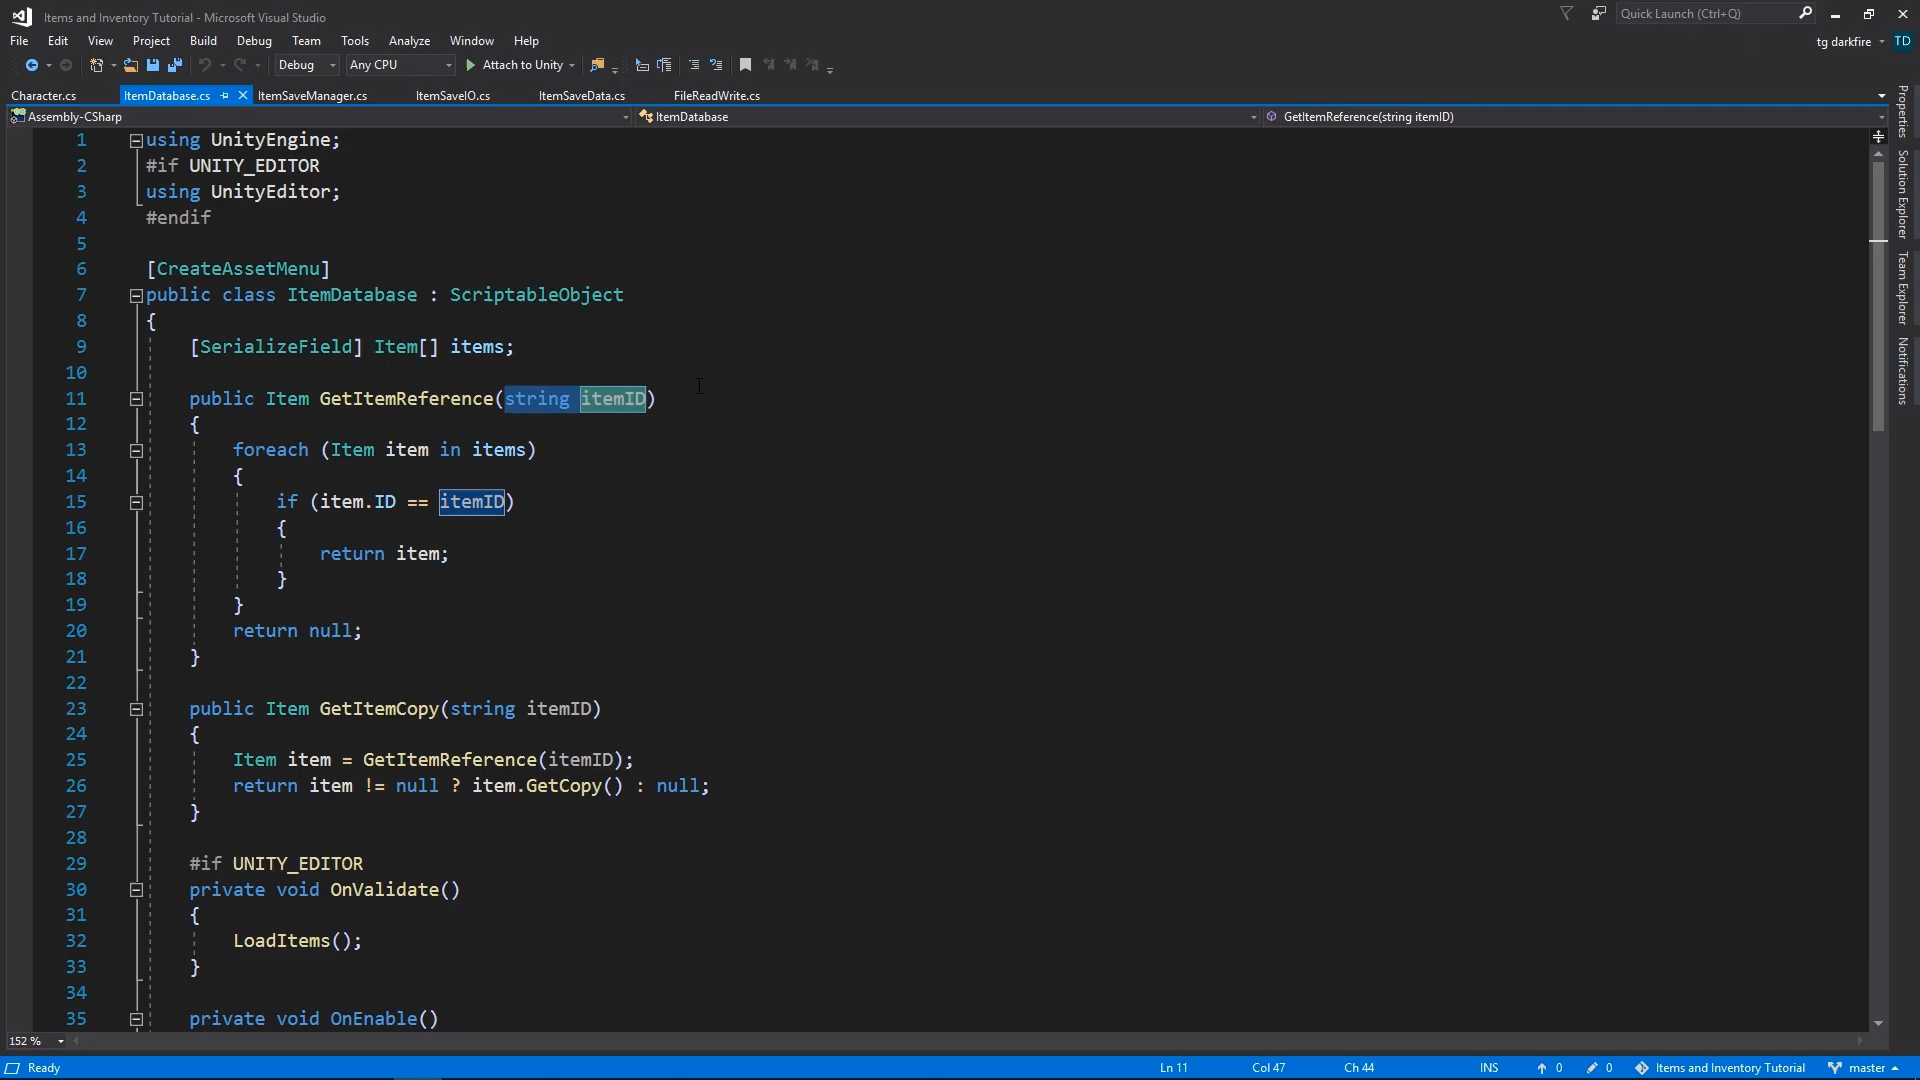 Items and Inventory Tutorial - Microsoft Visual Studio
Quick Launch (Ctrl+Q)
File Edit View Project Build Debug Team Tools Analyze Window Help
tg darkfire TD
Debug Any CPU Attach to Unity
Character.cs ItemDatabase.cs ItemSaveManager.cs ItemSaveIO.cs ItemSaveData.cs FileReadWrite.cs
Assembly-CSharp ItemDatabase GetItemReference(string itemID)
1 using UnityEngine;
2 #if UNITY_EDITOR
3 using UnityEditor;
4 #endif
5
6 [CreateAssetMenu]
7 public class ItemDatabase : ScriptableObject
8 {
9 [SerializeField] Item[] items;
10
11 public Item GetItemReference(string itemID)
12 {
13 foreach (Item item in items)
14 {
15 if (item.ID == itemID)
16 {
17 return item;
18 }
19 }
20 return null;
21 }
22
23 public Item GetItemCopy(string itemID)
24 {
25 Item item = GetItemReference(itemID);
26 return item != null ? item.GetCopy() : null;
27 }
28
29 #if UNITY_EDITOR
30 private void OnValidate()
31 {
32 LoadItems();
33 }
34
35 private void OnEnable()
Properties
Solution Explorer
Team Explorer
Notifications
152 %
Ready Ln 11 Col 47 Ch 44 INS 0 0 Items and Inventory Tutorial master